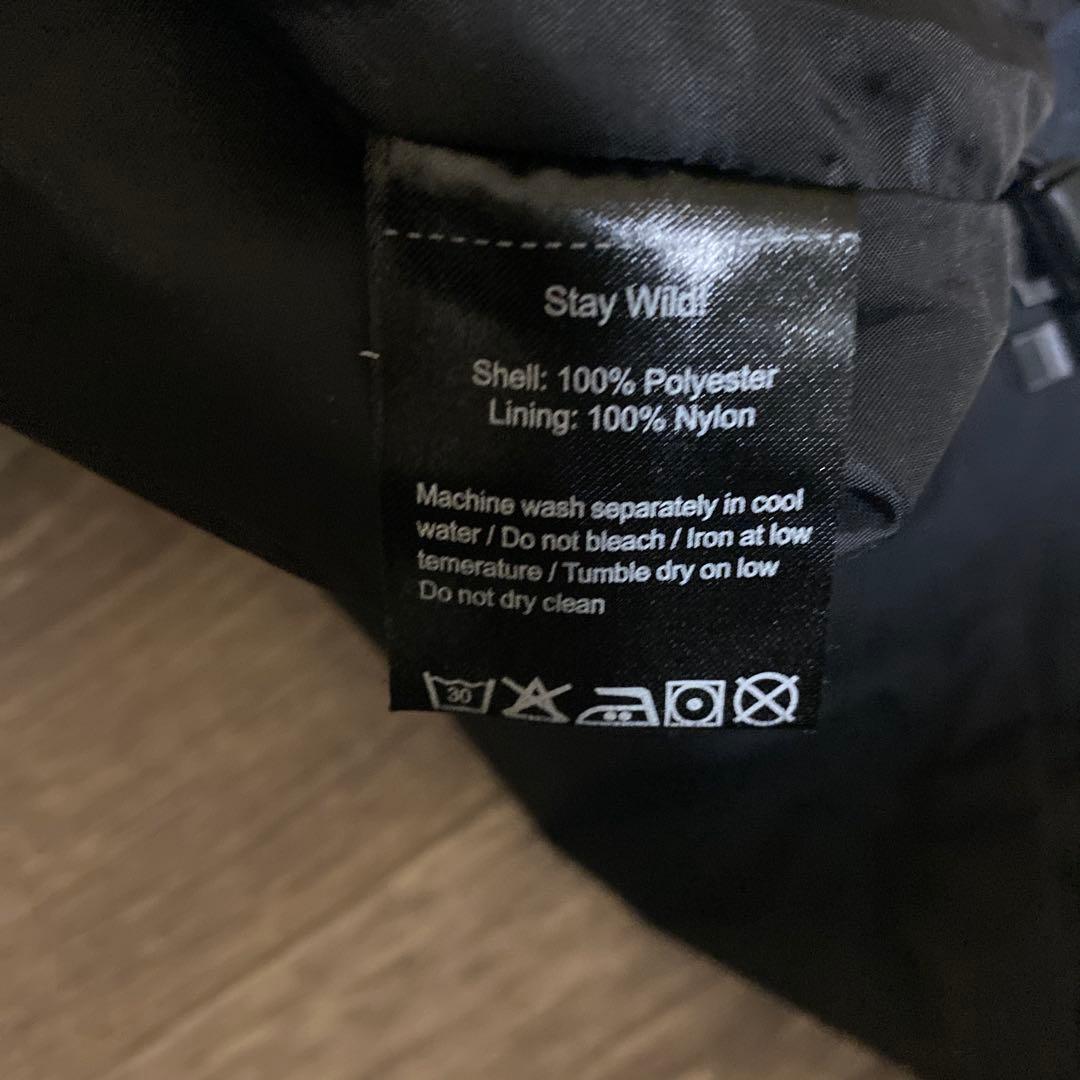 Stay Wild!
Shell: 100% Polyester
Lining: 100% Nylon
Machine wash separately in cool
water / Do not bleach / Iron at low
temerature / Tumble dry on low
Do not dry clean
30